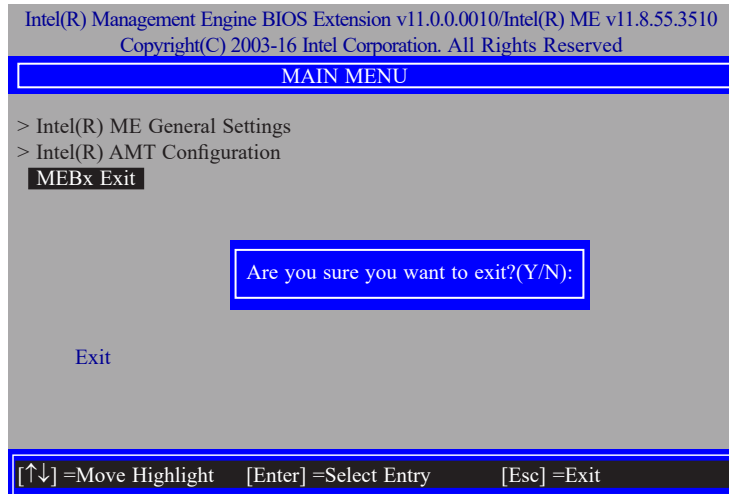 Intel(R) Management Engine BIOS Extension v11.0.0.0010/Intel(R) ME v11.8.55.3510
Copyright(C) 2003-16 Intel Corporation. All Rights Reserved
MAIN MENU
> Intel(R) ME General Settings
> Intel(R) AMT Configuration
MEBx Exit
Are you sure you want to exit?(Y/N):
Exit
[↑↓] =Move Highlight [Enter] =Select Entry [Esc] =Exit